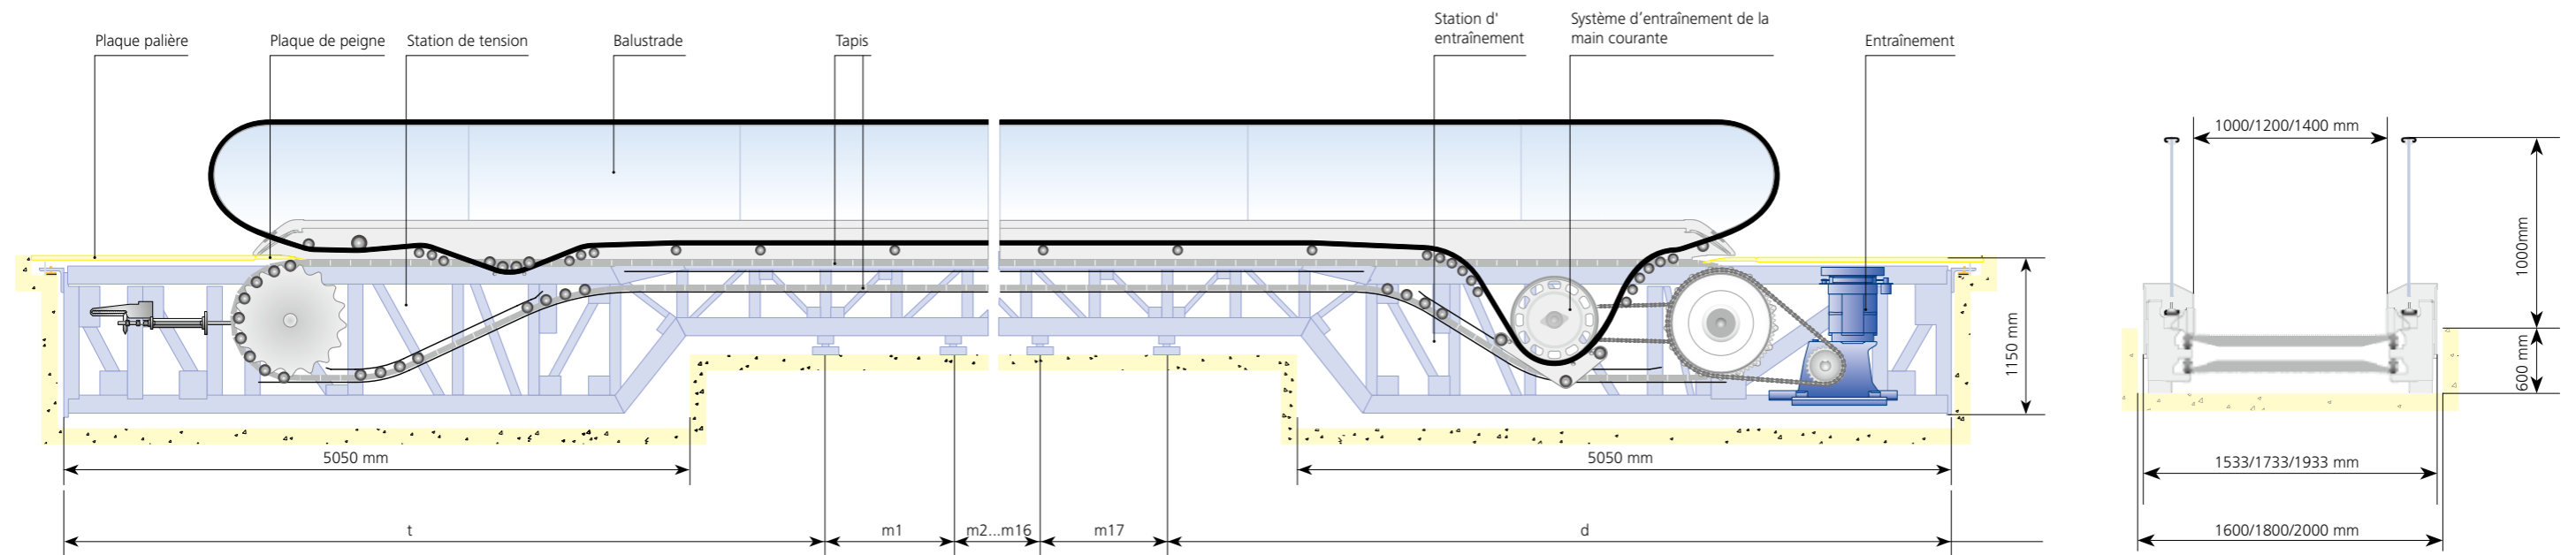 Plaque palière
Plaque de peigne
Station de tension
Balustrade
Tapis
Station d'
entraînement
Système d'entraînement de la
main courante
Entraînement
1000/1200/1400 mm
1000mm
600 mm
1150 mm
5050 mm
5050 mm
1533/1733/1933 mm
t
m1
m2...m16
m17
d
1600/1800/2000 mm